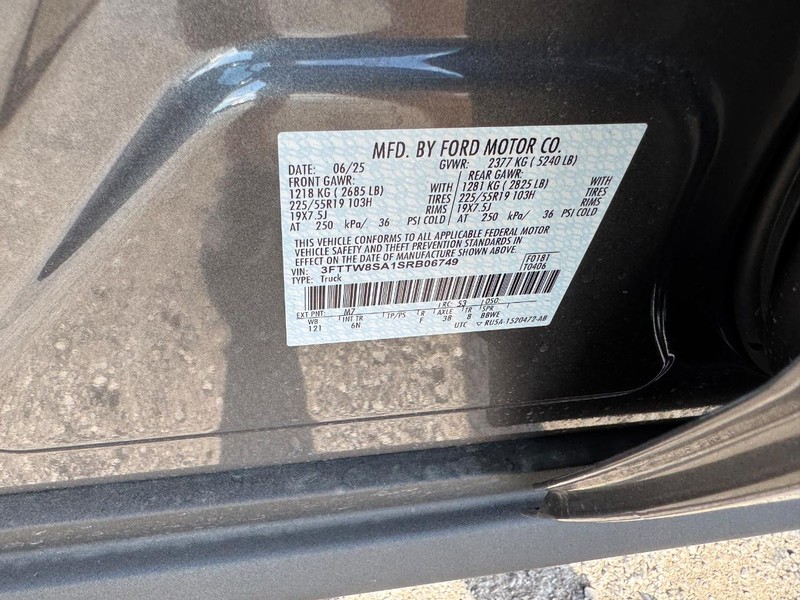 MFD. BY FORD MOTOR CO.
DATE: 06/25 GVWR: 2377 KG ( 5240 LB)
FRONT GAWR: REAR GAWR:
1218 KG ( 2685 LB) WITH 1281 KG ( 2825 LB) WITH
225/55R19 103H TIRES 225/55R19 103H TIRES
19X7.5J RIMS 19X7.5J RIMS
AT 250 kPa/ 36 PSI COLD AT 250 kPa/ 36 PSI COLD
THIS VEHICLE CONFORMS TO ALL APPLICABLE FEDERAL MOTOR
VEHICLE SAFETY AND THEFT PREVENTION STANDARDS IN
EFFECT ON THE DATE OF MANUFACTURE SHOWN ABOVE.
VIN: 3FTTW8SA1SRB06749 F0181
TYPE: Truck T0406
EXT PNT: M7 RC: 53 DSO:
WB INT TR TP/PS R AXLE TR SPR
121 6N F 38 8 BBWE
UTC RU5A-1520472-AB